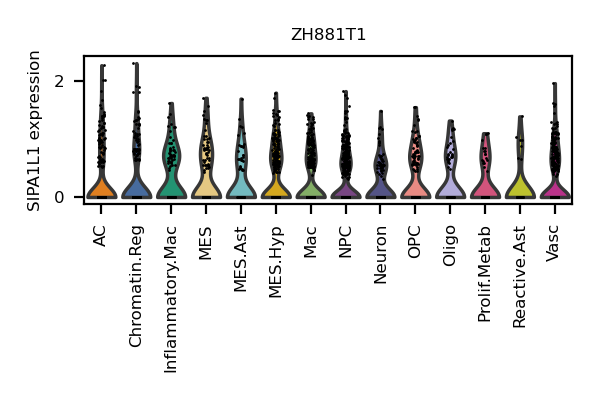 ZH881T1
SIPA1L1 expression
2
0
AC
Chromatin.Reg
Inflammatory.Mac
MES
MES.Ast
MES.Hyp
Mac
NPC
Neuron
OPC
Oligo
Prolif.Metab
Reactive.Ast
Vasc